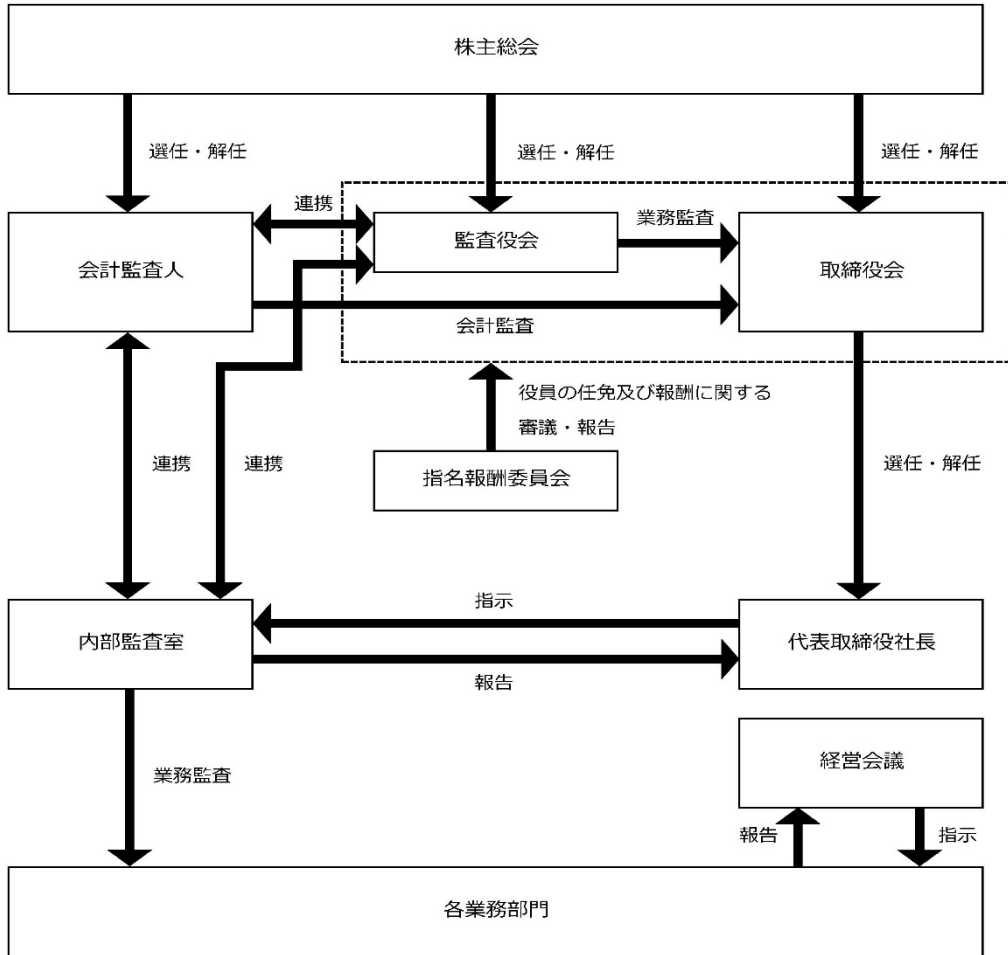 株主総会
選任・解任
選任・解任
選任・解任
連携
業務監査
会計監査人
監査役会
取締役会
会計監査
役員の任免及び報酬に関する
審議・報告
連携
連携
指名報酬委員会
選任・解任
指示
内部監査室
代表取締役社長
報告
業務監査
経営会議
報告
指示
各業務部門